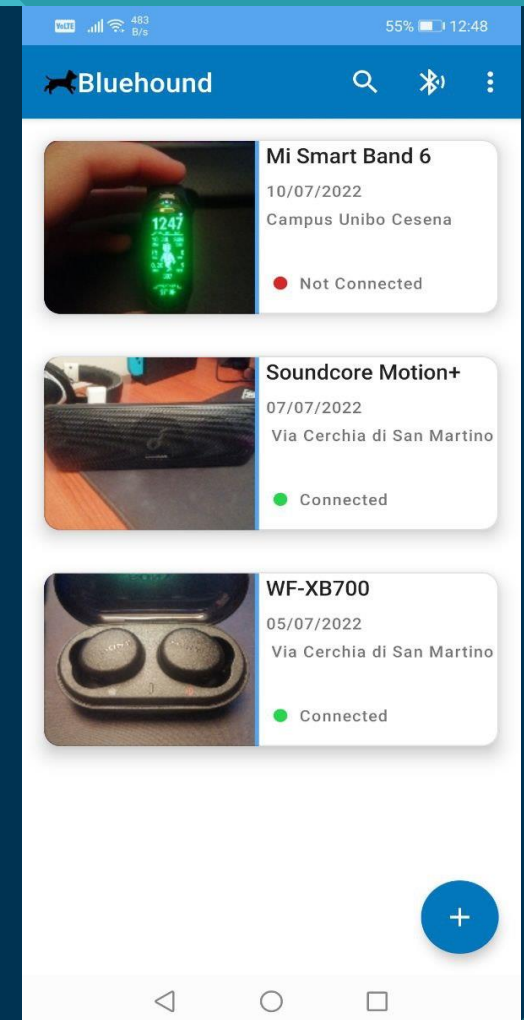 VoLTE 483 B/s 55% 12:48
Bluehound
Mi Smart Band 6
10/07/2022
Campus Unibo Cesena
Not Connected
1247
Soundcore Motion+
07/07/2022
Via Cerchia di San Martino
Connected
WF-XB700
05/07/2022
Via Cerchia di San Martino
Connected
+